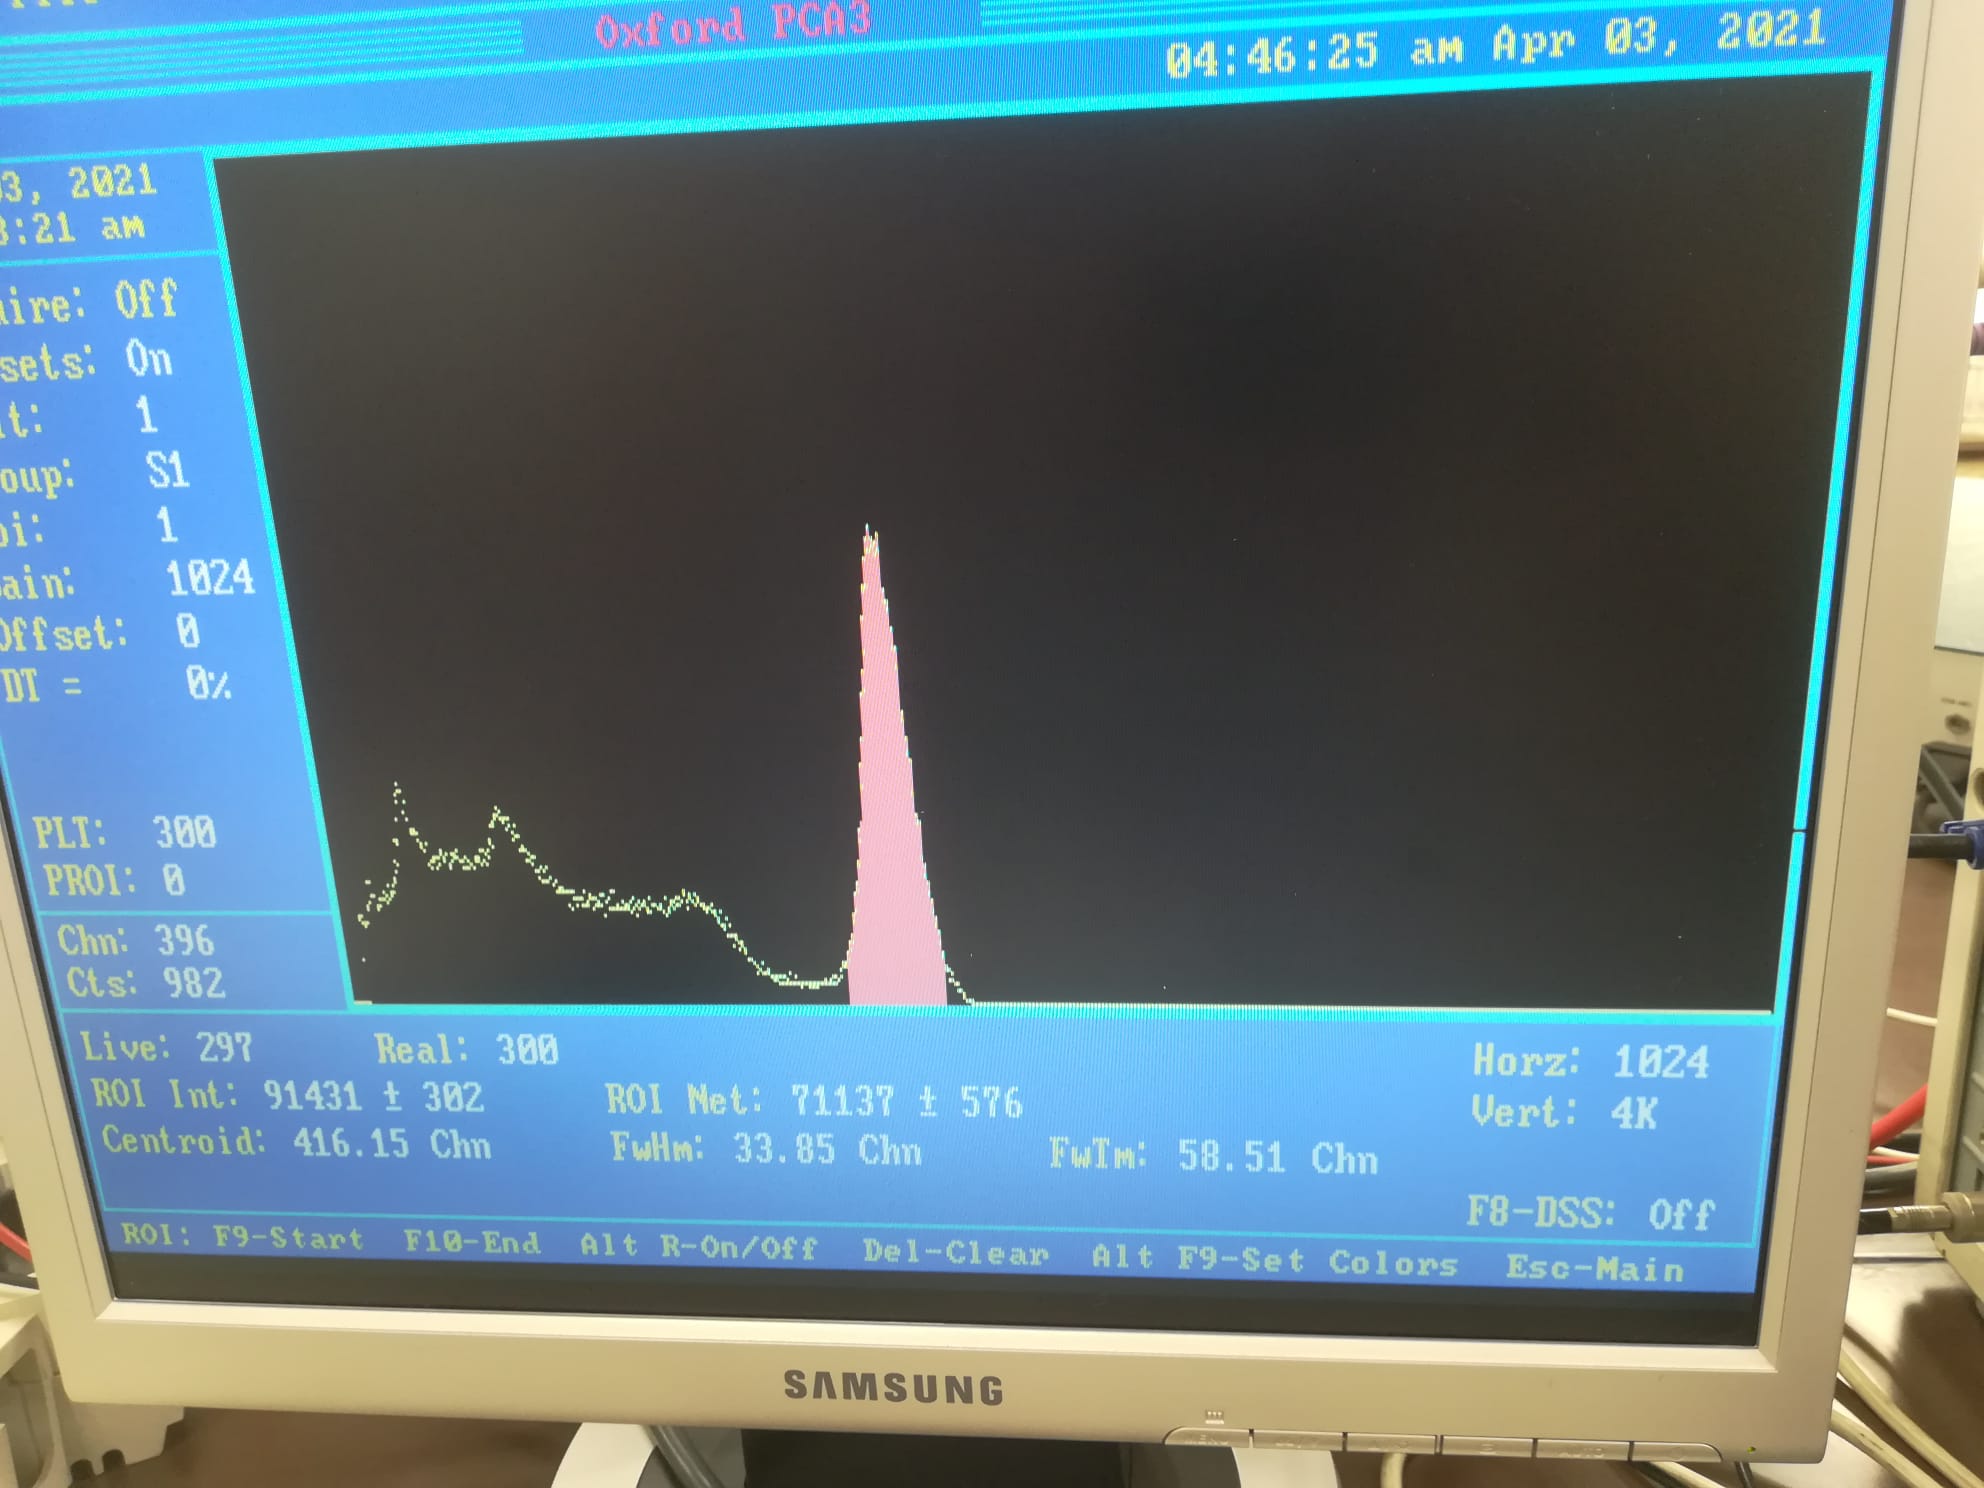 Oxford PCA3
04:46:25 am Apr 03, 2021
03, 2021
3:21 am
ire: Off
sets: On
t: 1
oup: S1
oi: 1
ain: 1024
Offset: 0
DT = 0%
PLT: 300
PROI: 0
Chn: 396
Cts: 982
Live: 297 Real: 300 Horz: 1024
ROI Int: 91431 ± 302 ROI Net: 71137 ± 576 Vert: 4K
Centroid: 416.15 Chn FwHm: 33.85 Chn FwTm: 58.51 Chn
F8-DSS: Off
ROI: F9-Start F10-End Alt R-On/Off Del-Clear Alt F9-Set Colors Esc-Main
SAMSUNG